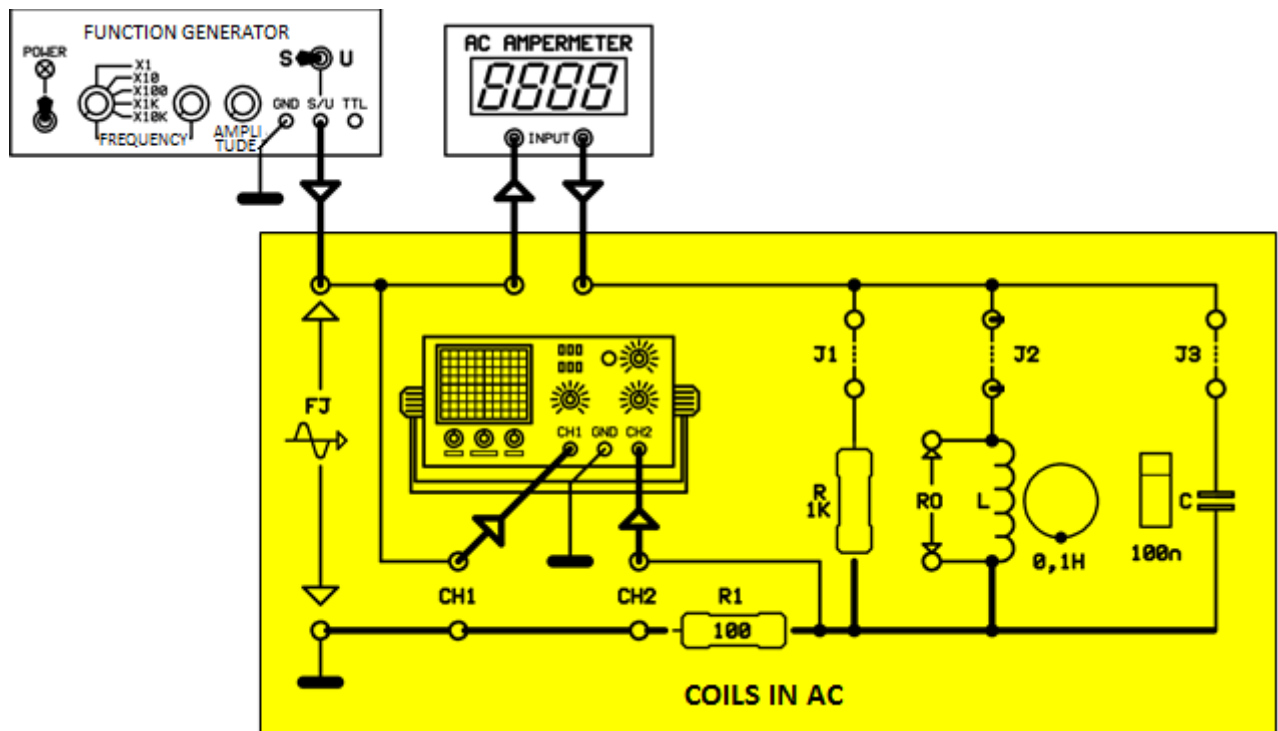 FUNCTION GENERATOR
POWER
S U
X1
X10
X100
X1K
X10K
GND S/U TTL
FREQUENCY
AMPLI
TUDE
AC AMPERMETER
8888
INPUT
FJ
CH1 GND CH2
J1
J2
J3
R
1K
RO
L
0,1H
C
100n
CH1
CH2
R1
100
COILS IN AC